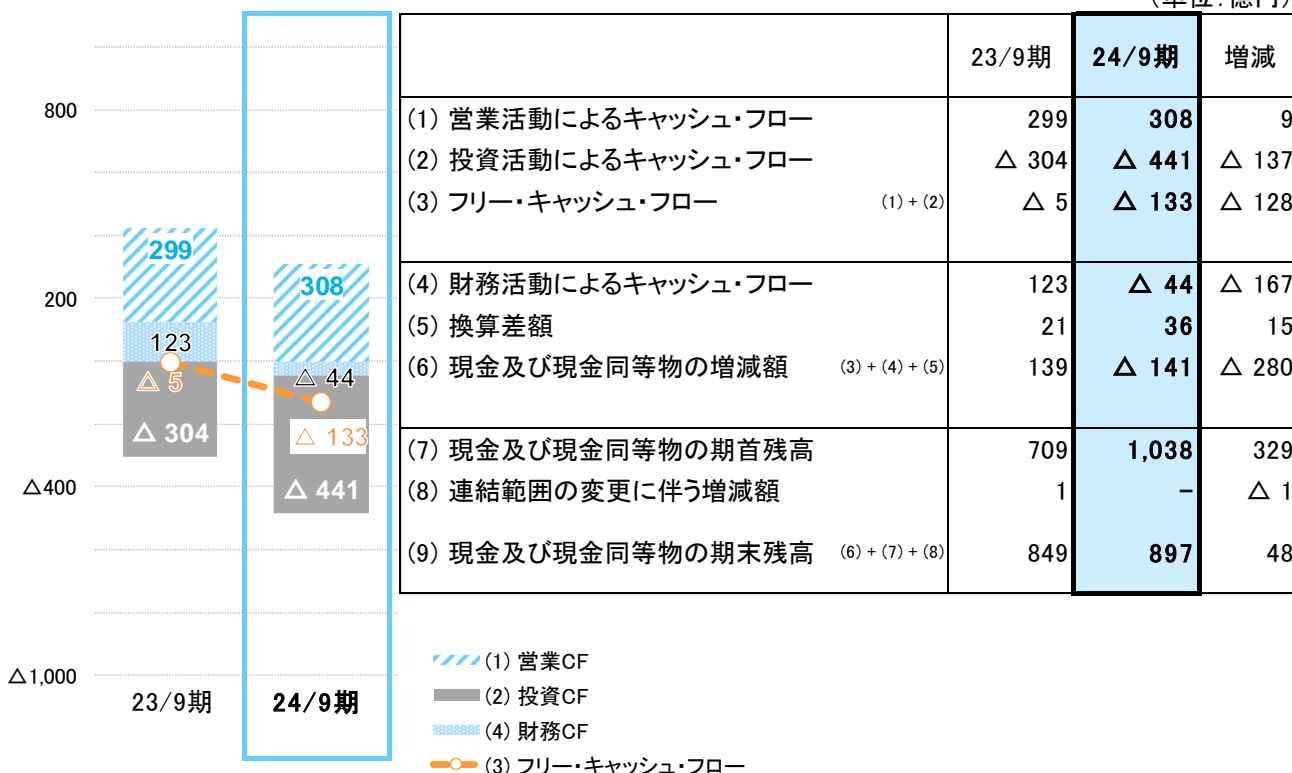 (単位:億円)
23/9期 24/9期 増減
(1) 営業活動によるキャッシュ・フロー 299 308 9
(2) 投資活動によるキャッシュ・フロー △ 304 △ 441 △ 137
(3) フリー・キャッシュ・フロー (1) + (2) △ 5 △ 133 △ 128
(4) 財務活動によるキャッシュ・フロー 123 △ 44 △ 167
(5) 換算差額 21 36 15
(6) 現金及び現金同等物の増減額 (3) + (4) + (5) 139 △ 141 △ 280
(7) 現金及び現金同等物の期首残高 709 1,038 329
(8) 連結範囲の変更に伴う増減額 1 − △ 1
(9) 現金及び現金同等物の期末残高 (6) + (7) + (8) 849 897 48
800
200
△400
△1,000
299
123
△ 5
△ 304
308
△ 44
△ 133
△ 441
23/9期 24/9期
(1) 営業CF
(2) 投資CF
(4) 財務CF
(3) フリー・キャッシュ・フロー